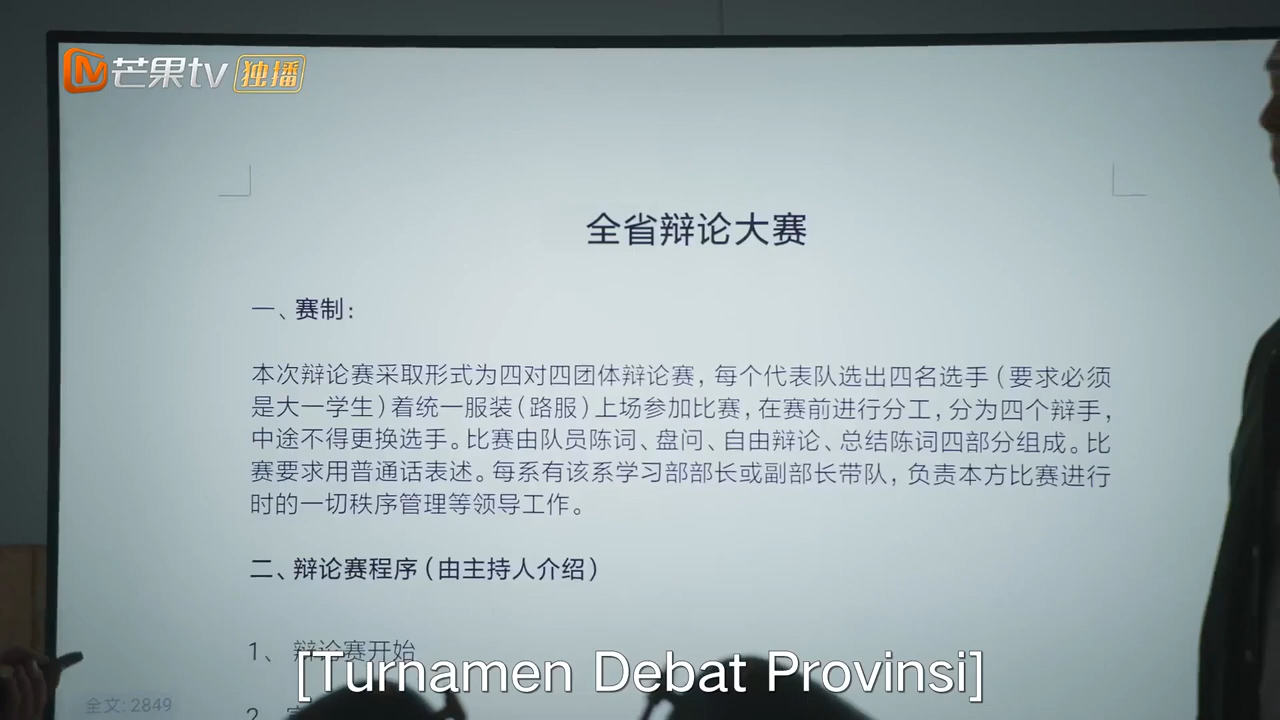 芒果tv 独播
全省辩论大赛
一、赛制：
本次辩论赛采取形式为四对四团体辩论赛，每个代表队选出四名选手（要求必须
是大一学生）着统一服装（路服）上场参加比赛，在赛前进行分工，分为四个辩手，
中途不得更换选手。比赛由队员陈词、盘问、自由辩论、总结陈词四部分组成。比
赛要求用普通话表述。每系有该系学习部部长或副部长带队，负责本方比赛进行
时的一切秩序管理等领导工作。
二、辩论赛程序（由主持人介绍）
1、 辩论赛开始
[Turnamen Debat Provinsi]
全文: 2849
2、